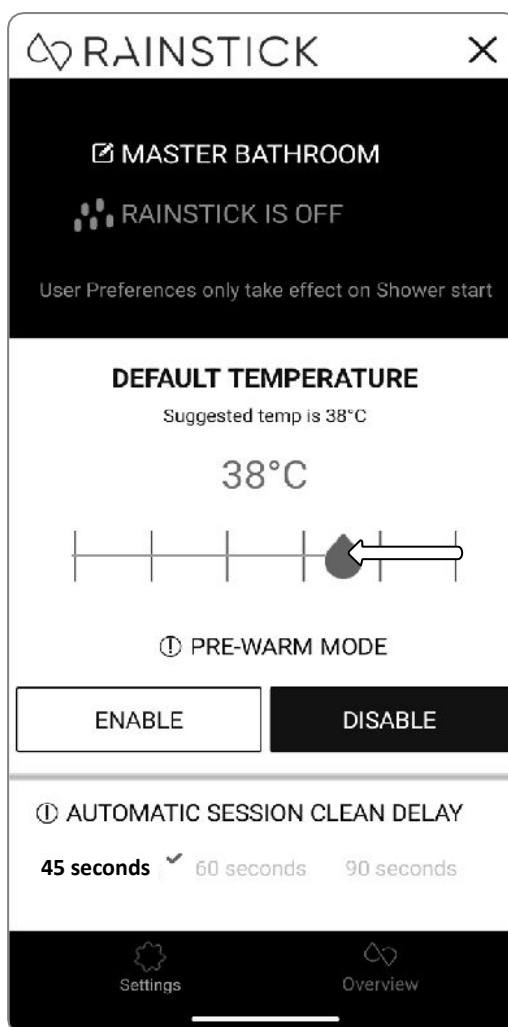 RAINSTICK
MASTER BATHROOM
RAINSTICK IS OFF
User Preferences only take effect on Shower start
DEFAULT TEMPERATURE
Suggested temp is 38°C
38°C
PRE-WARM MODE
ENABLE DISABLE
AUTOMATIC SESSION CLEAN DELAY
45 seconds 60 seconds 90 seconds
Settings Overview